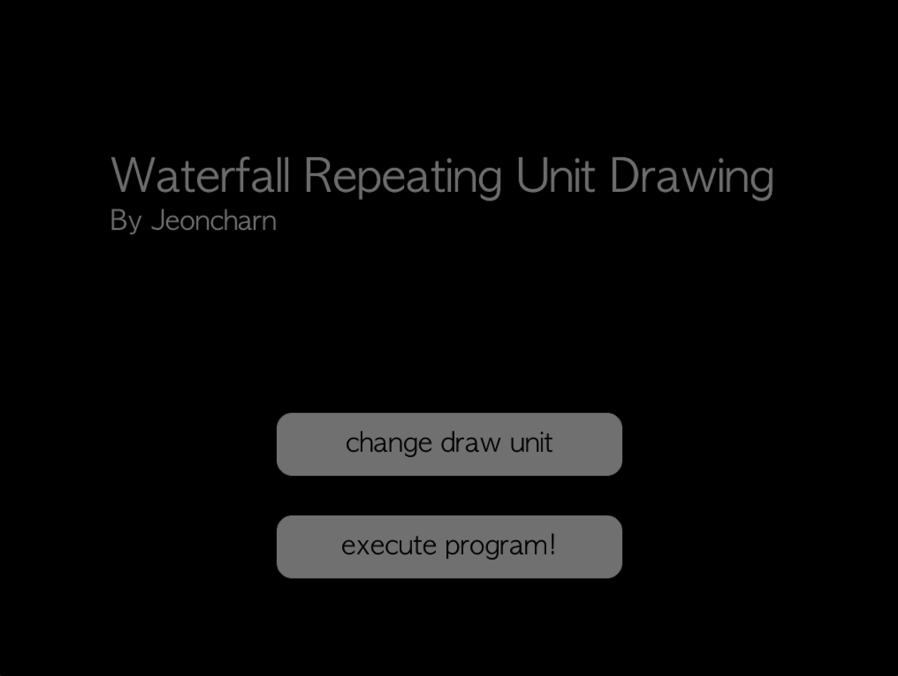 Waterfall Repeating Unit Drawing
By Jeoncharn
change draw unit
execute program!